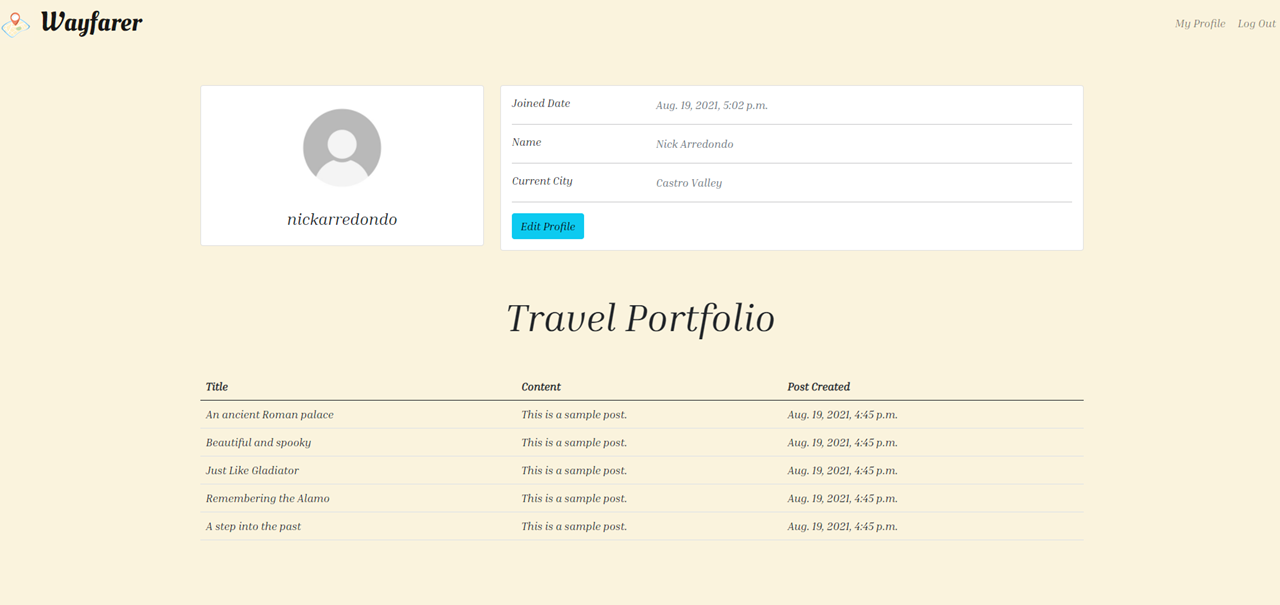 Wayfarer
My Profile Log Out
nickarredondo
Joined Date Aug. 19, 2021, 5:02 p.m.
Name Nick Arredondo
Current City Castro Valley
Edit Profile
Travel Portfolio
Title Content Post Created
An ancient Roman palace This is a sample post. Aug. 19, 2021, 4:45 p.m.
Beautiful and spooky This is a sample post. Aug. 19, 2021, 4:45 p.m.
Just Like Gladiator This is a sample post. Aug. 19, 2021, 4:45 p.m.
Remembering the Alamo This is a sample post. Aug. 19, 2021, 4:45 p.m.
A step into the past This is a sample post. Aug. 19, 2021, 4:45 p.m.